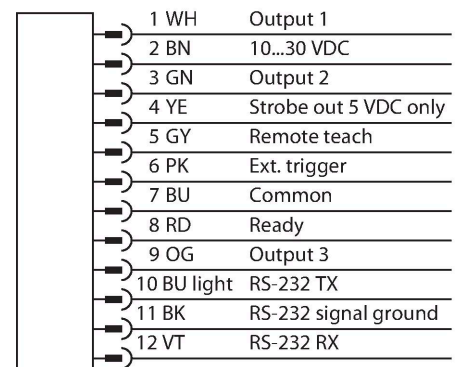 1 WH Output 1
2 BN 10...30 VDC
3 GN Output 2
4 YE Strobe out 5 VDC only
5 GY Remote teach
6 PK Ext. trigger
7 BU Common
8 RD Ready
9 OG Output 3
10 BU light RS-232 TX
11 BK RS-232 signal ground
12 VT RS-232 RX